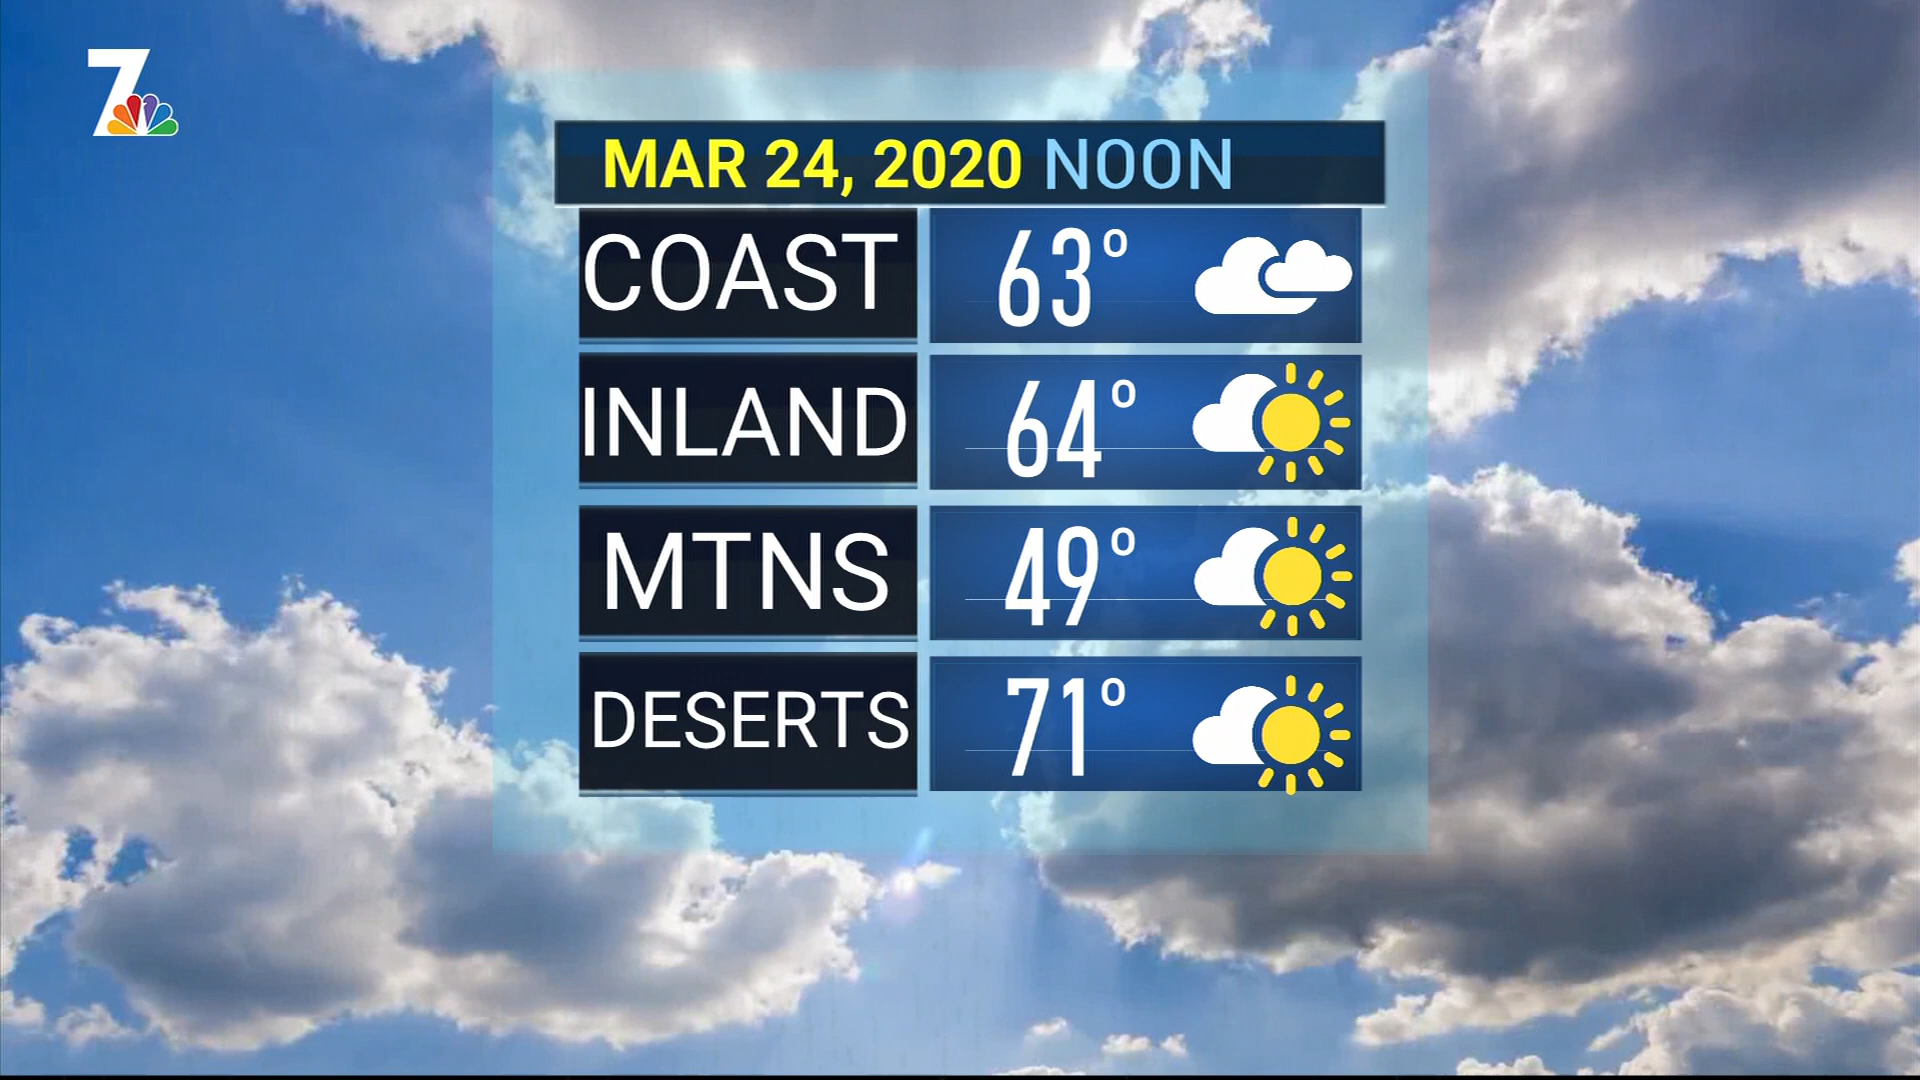 7
MAR 24, 2020 NOON
COAST 63°
INLAND 64°
MTNS 49°
DESERTS 71°